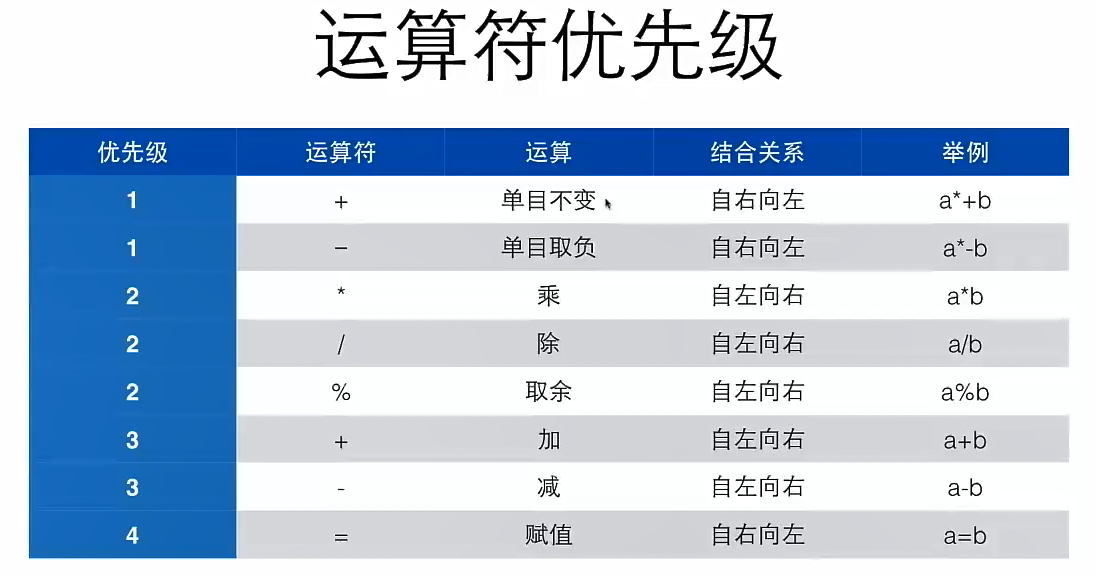 运算符优先级
优先级 运算符 运算 结合关系 举例
1 + 单目不变 自右向左 a*+b
1 − 单目取负 自右向左 a*-b
2 * 乘 自左向右 a*b
2 / 除 自左向右 a/b
2 % 取余 自左向右 a%b
3 + 加 自左向右 a+b
3 - 减 自左向右 a-b
4 = 赋值 自右向左 a=b